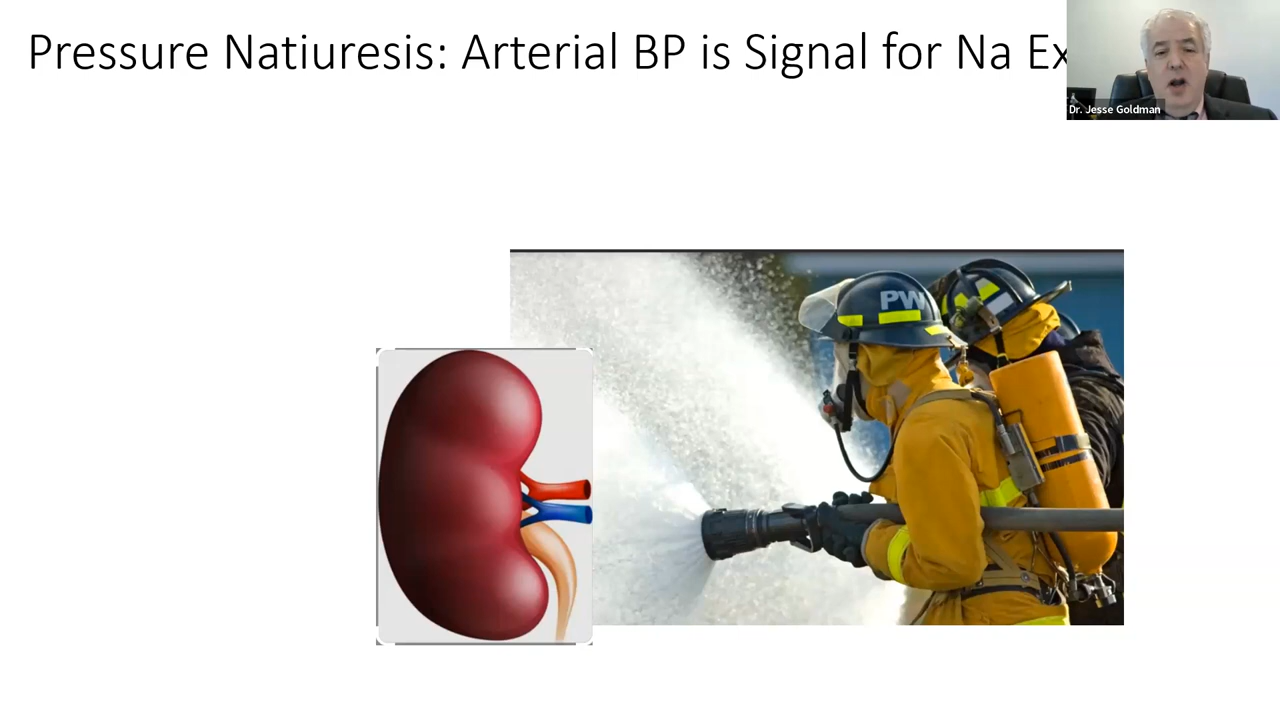 Pressure Natiuresis: Arterial BP is Signal for Na Ex
Dr. Jesse Goldman
PW